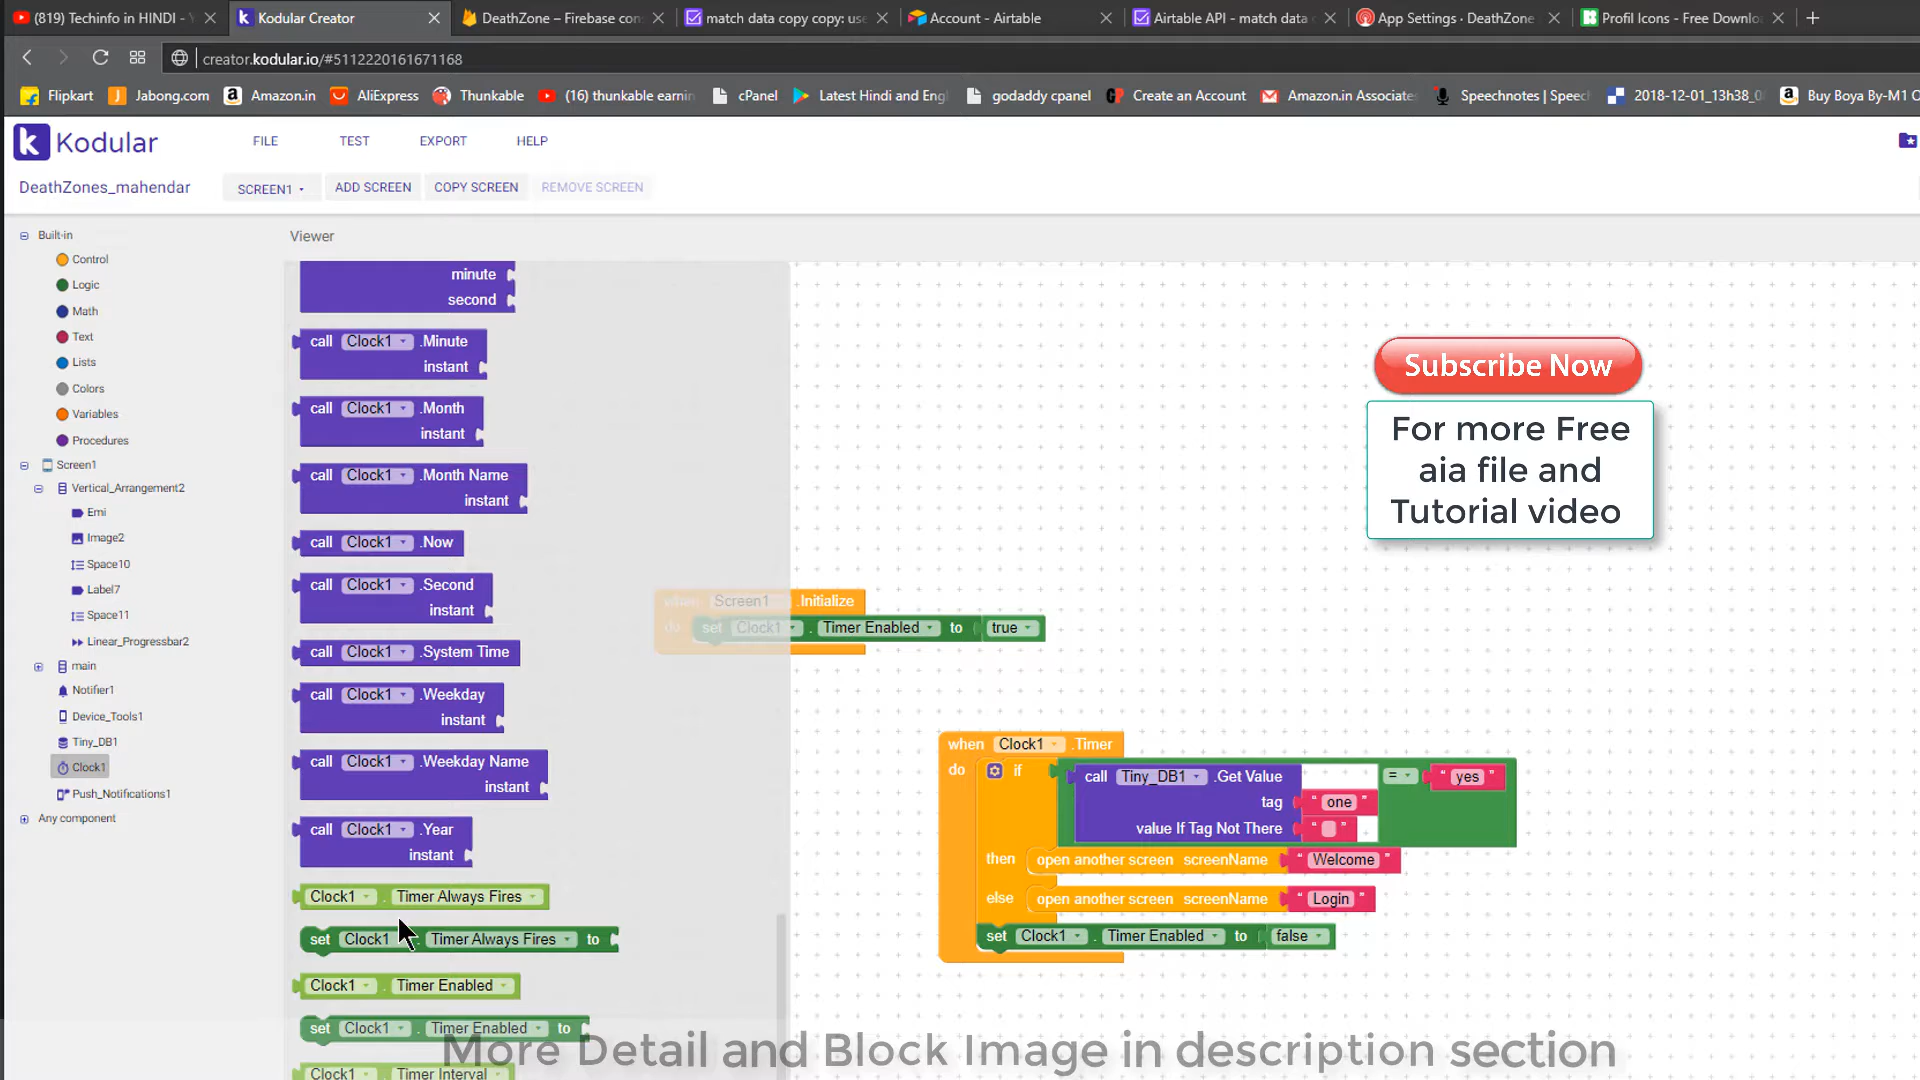 (819) Techinfo in HINDI -
Kodular Creator
DeathZone – Firebase con
match data copy copy: us
Account - Airtable
Airtable API - match data
App Settings · DeathZone
Profil Icons - Free Downlo
creator.kodular.io/#5112220161671168
Flipkart
Jabong.com
Amazon.in
AliExpress
Thunkable
(16) thunkable earnin
cPanel
Latest Hindi and Eng
godaddy cpanel
Create an Account
Amazon.in Associates
Speechnotes | Speec
2018-12-01_13h38_0
Buy Boya By-M1 O
Kodular
FILE
TEST
EXPORT
HELP
DeathZones_mahendar
SCREEN1
ADD SCREEN
COPY SCREEN
REMOVE SCREEN
Built-in
Control
Logic
Math
Text
Lists
Colors
Variables
Procedures
Screen1
Vertical_Arrangement2
Emi
Image2
Space10
Label7
Space11
Linear_Progressbar2
main
Notifier1
Device_Tools1
Tiny_DB1
Clock1
Push_Notifications1
Any component
Viewer
minute
second
call Clock1 .Minute
instant
call Clock1 .Month
instant
call Clock1 .Month Name
instant
call Clock1 .Now
call Clock1 .Second
instant
call Clock1 .System Time
call Clock1 .Weekday
instant
call Clock1 .Weekday Name
instant
call Clock1 .Year
instant
Clock1 . Timer Always Fires
set Clock1 . Timer Always Fires to
Clock1 . Timer Enabled
set Clock1 . Timer Enabled to
Clock1 . Timer Interval
when Screen1 .Initialize
do set Clock1 . Timer Enabled to true
when Clock1 .Timer
do if call Tiny_DB1 .Get Value = " yes "
tag " one "
value If Tag Not There " "
then open another screen screenName " Welcome "
else open another screen screenName " Login "
set Clock1 . Timer Enabled to false
Subscribe Now
For more Free
aia file and
Tutorial video
More Detail and Block Image in description section